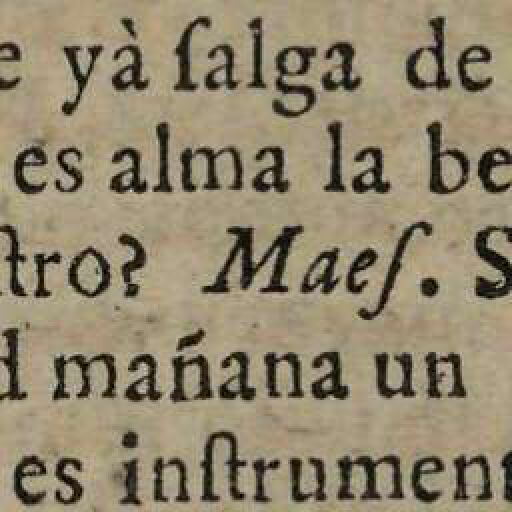 e yà ſalga de
es alma la be
ſtro? Maeſ. S
d mañana un
es inſtrument